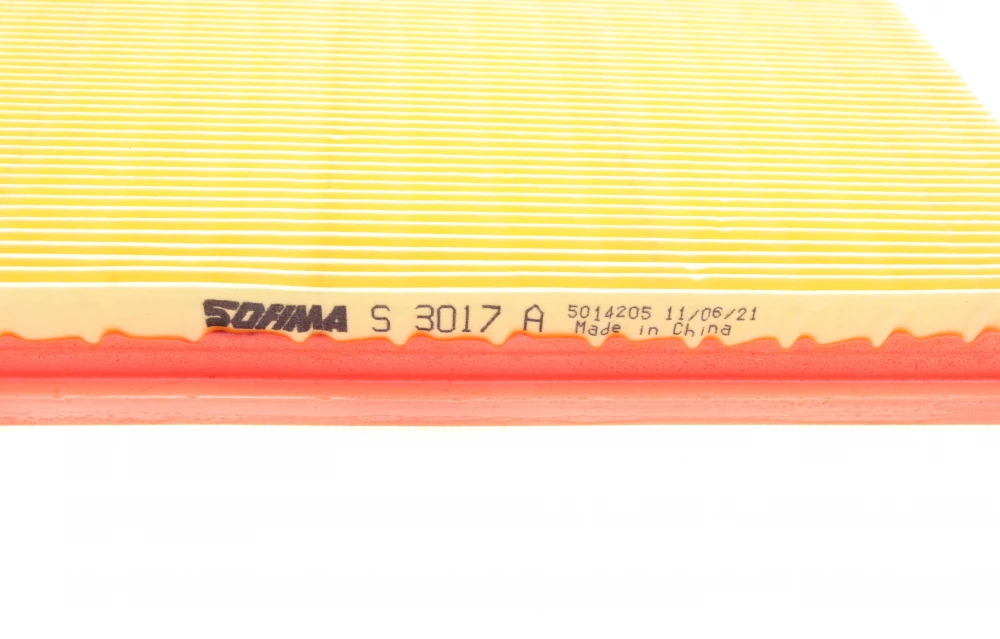 SOFIMA S 3017 A 5014205 11/06/21
Made in China